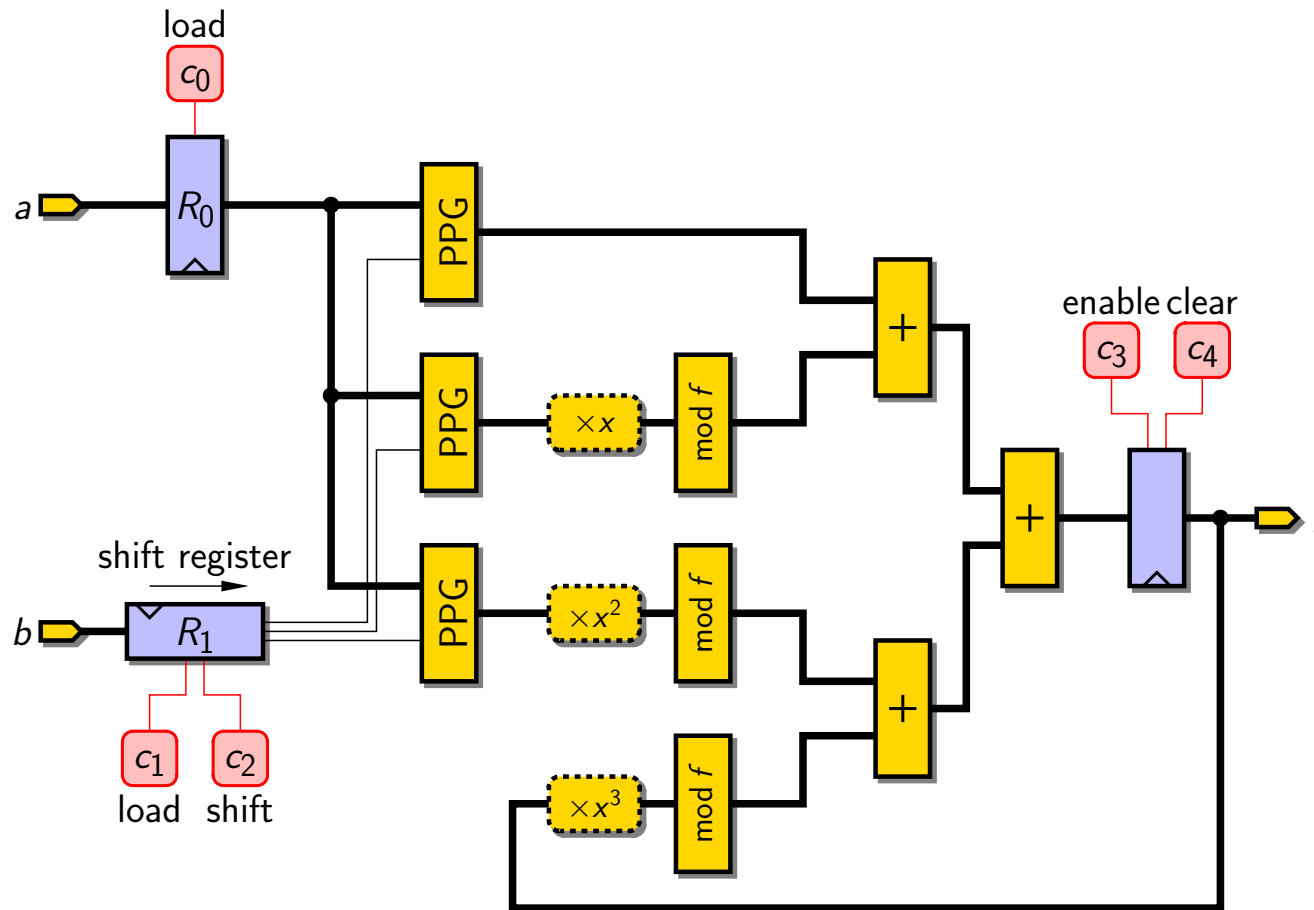 load
c₀
a
R₀
PPG
+
enable clear
c₃ c₄
PPG
×x
mod f
+
shift register
b
R₁
PPG
×x²
mod f
+
c₁ c₂
load shift
×x³
mod f